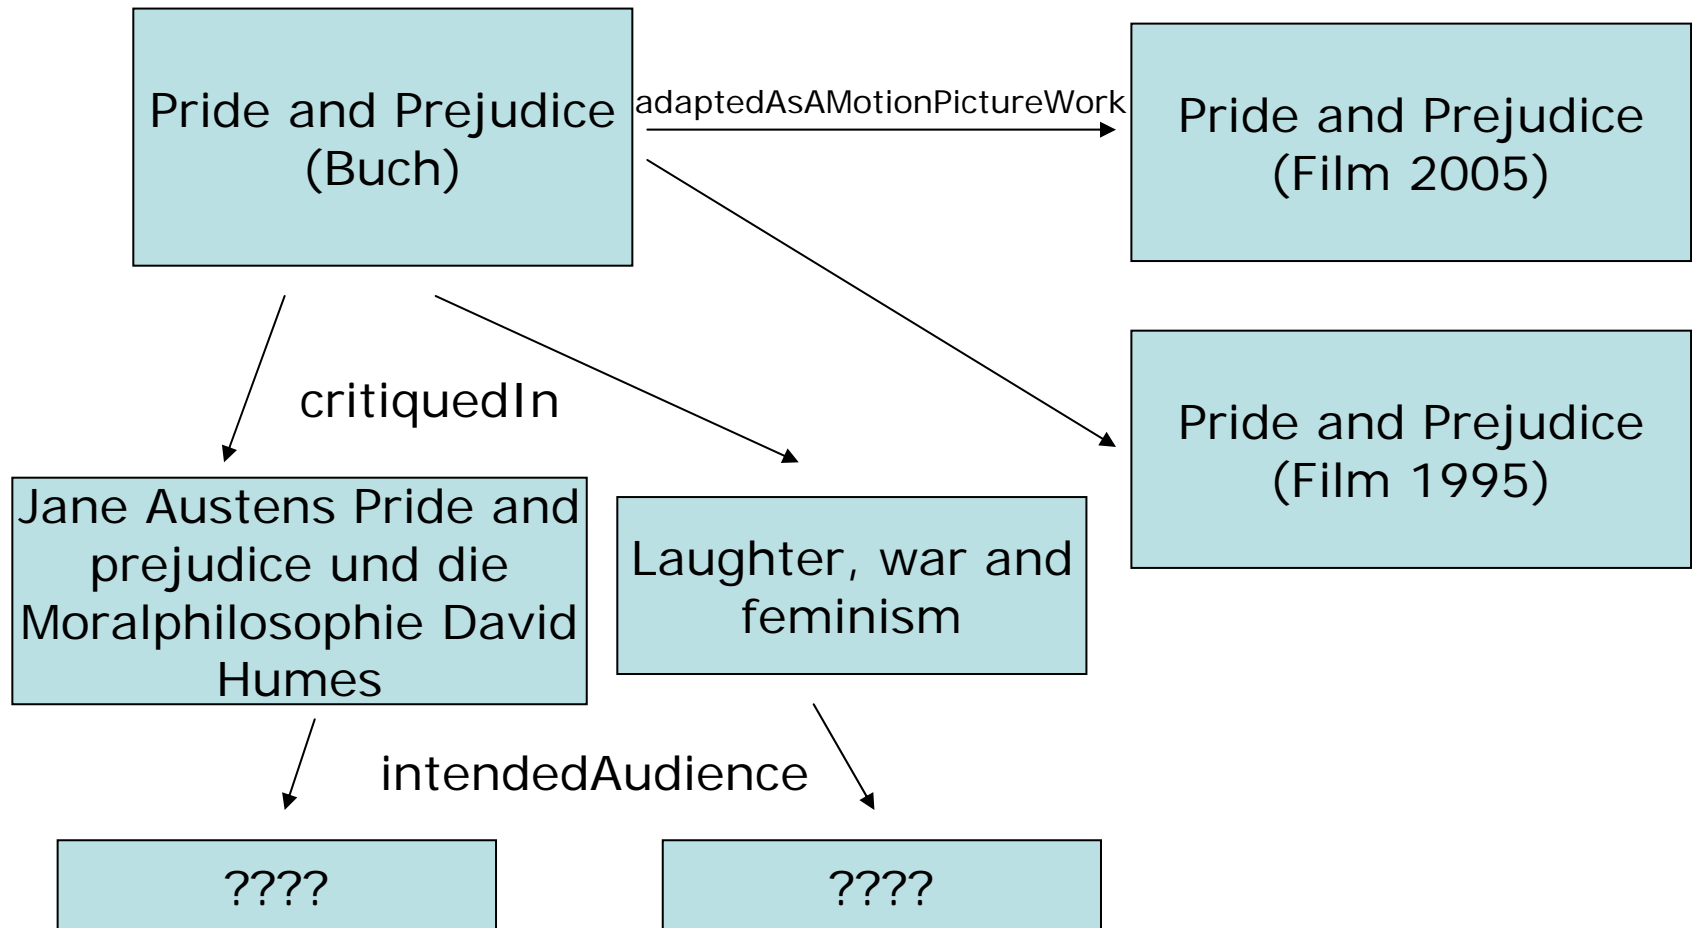 Pride and Prejudice
(Buch)
adaptedAsAMotionPictureWork
Pride and Prejudice
(Film 2005)
Pride and Prejudice
(Film 1995)
critiquedIn
Jane Austens Pride and
prejudice und die
Moralphilosophie David
Humes
Laughter, war and
feminism
intendedAudience
????
????